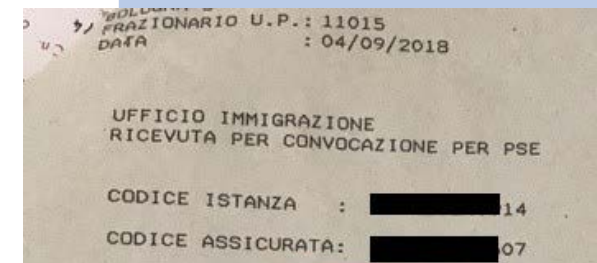 BOLOGNA
FRAZIONARIO U.P.: 11015
DATA : 04/09/2018
UFFICIO IMMIGRAZIONE
RICEVUTA PER CONVOCAZIONE PER PSE
CODICE ISTANZA : 14
CODICE ASSICURATA: 07